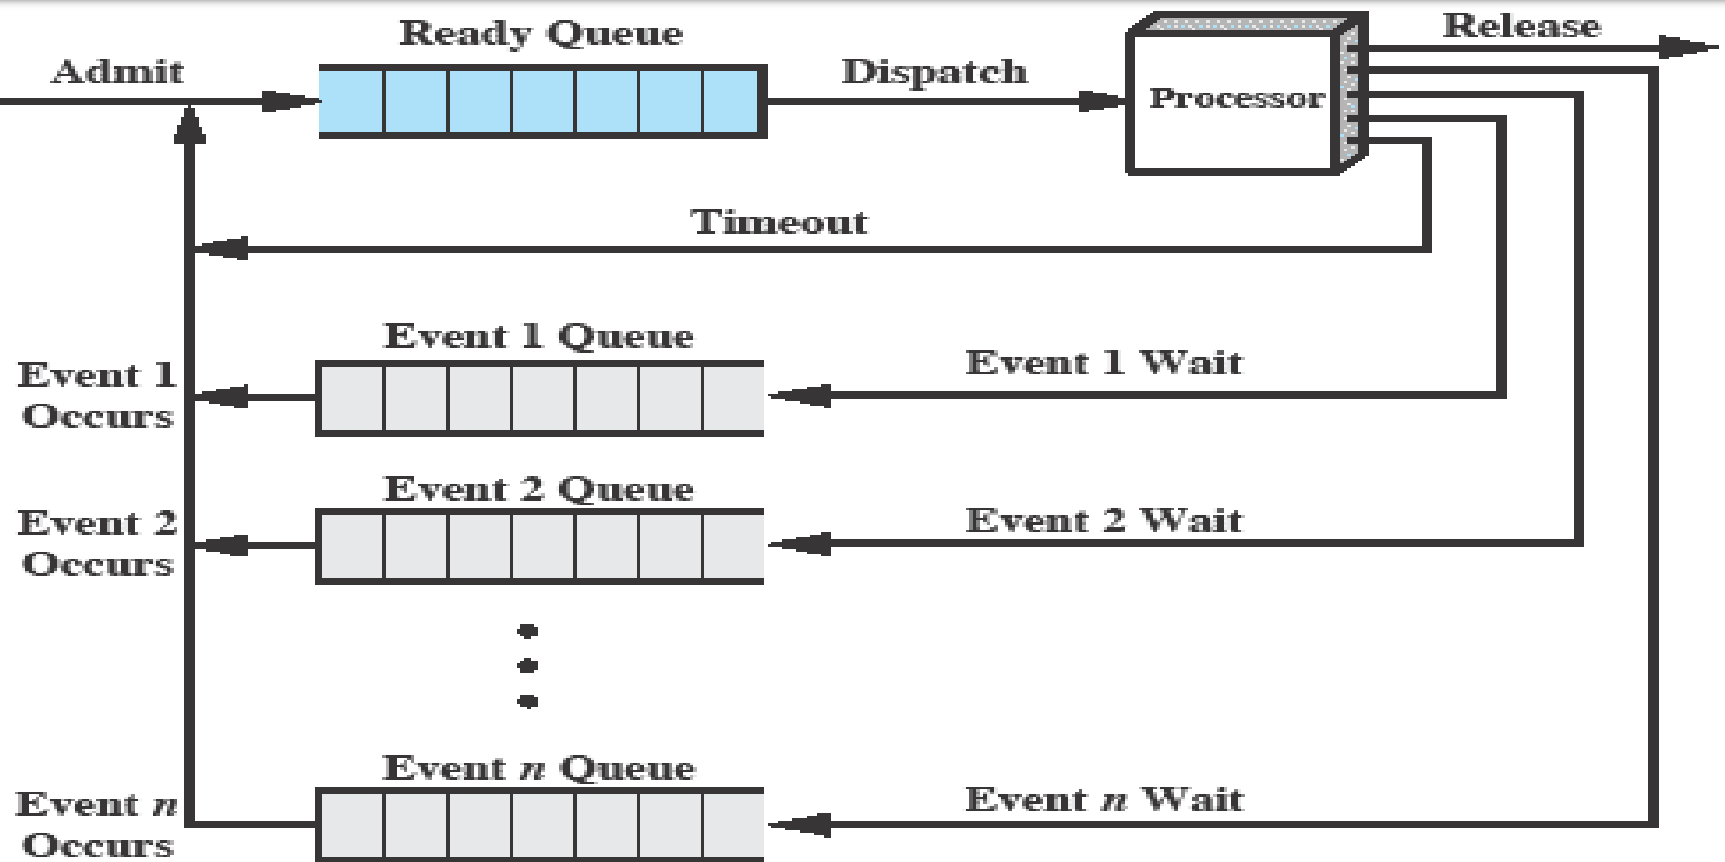 Ready Queue
Release
Admit
Dispatch
Processor
Timeout
Event 1 Queue
Event 1 Wait
Event 1
Occurs
Event 2 Queue
Event 2 Wait
Event 2
Occurs
Event n Queue
Event n Wait
Event n
Occurs